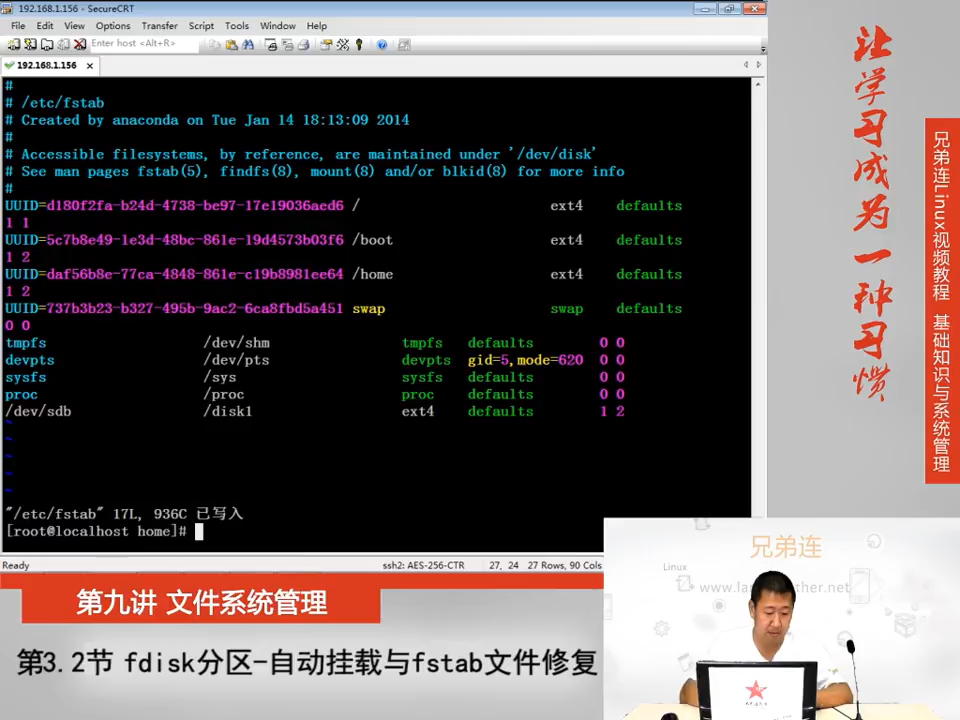 192.168.1.156 - SecureCRT
File Edit View Options Transfer Script Tools Window Help
Enter host <Alt+R>
192.168.1.156
#
# /etc/fstab
# Created by anaconda on Tue Jan 14 18:13:09 2014
#
# Accessible filesystems, by reference, are maintained under '/dev/disk'
# See man pages fstab(5), findfs(8), mount(8) and/or blkid(8) for more info
#
UUID=d180f2fa-b24d-4738-be97-17e19036aed6 / ext4 defaults
1 1
UUID=5c7b8e49-1e3d-48bc-861e-19d4573b03f6 /boot ext4 defaults
1 2
UUID=daf56b8e-77ca-4848-861e-c19b8981ee64 /home ext4 defaults
1 2
UUID=737b3b23-b327-495b-9ac2-6ca8fbd5a451 swap swap defaults
0 0
tmpfs /dev/shm tmpfs defaults 0 0
devpts /dev/pts devpts gid=5,mode=620 0 0
sysfs /sys sysfs defaults 0 0
proc /proc proc defaults 0 0
/dev/sdb /disk1 ext4 defaults 1 2
~
~
~
~
~
"/etc/fstab" 17L, 936C 已写入
[root@localhost home]#
Ready ssh2: AES-256-CTR 27, 24 27 Rows, 90 Cols
让学习成为一种习惯
兄弟连Linux视频教程 基础知识与系统管理
兄弟连
Linux
第九讲 文件系统管理
第3.2节 fdisk分区-自动挂载与fstab文件修复